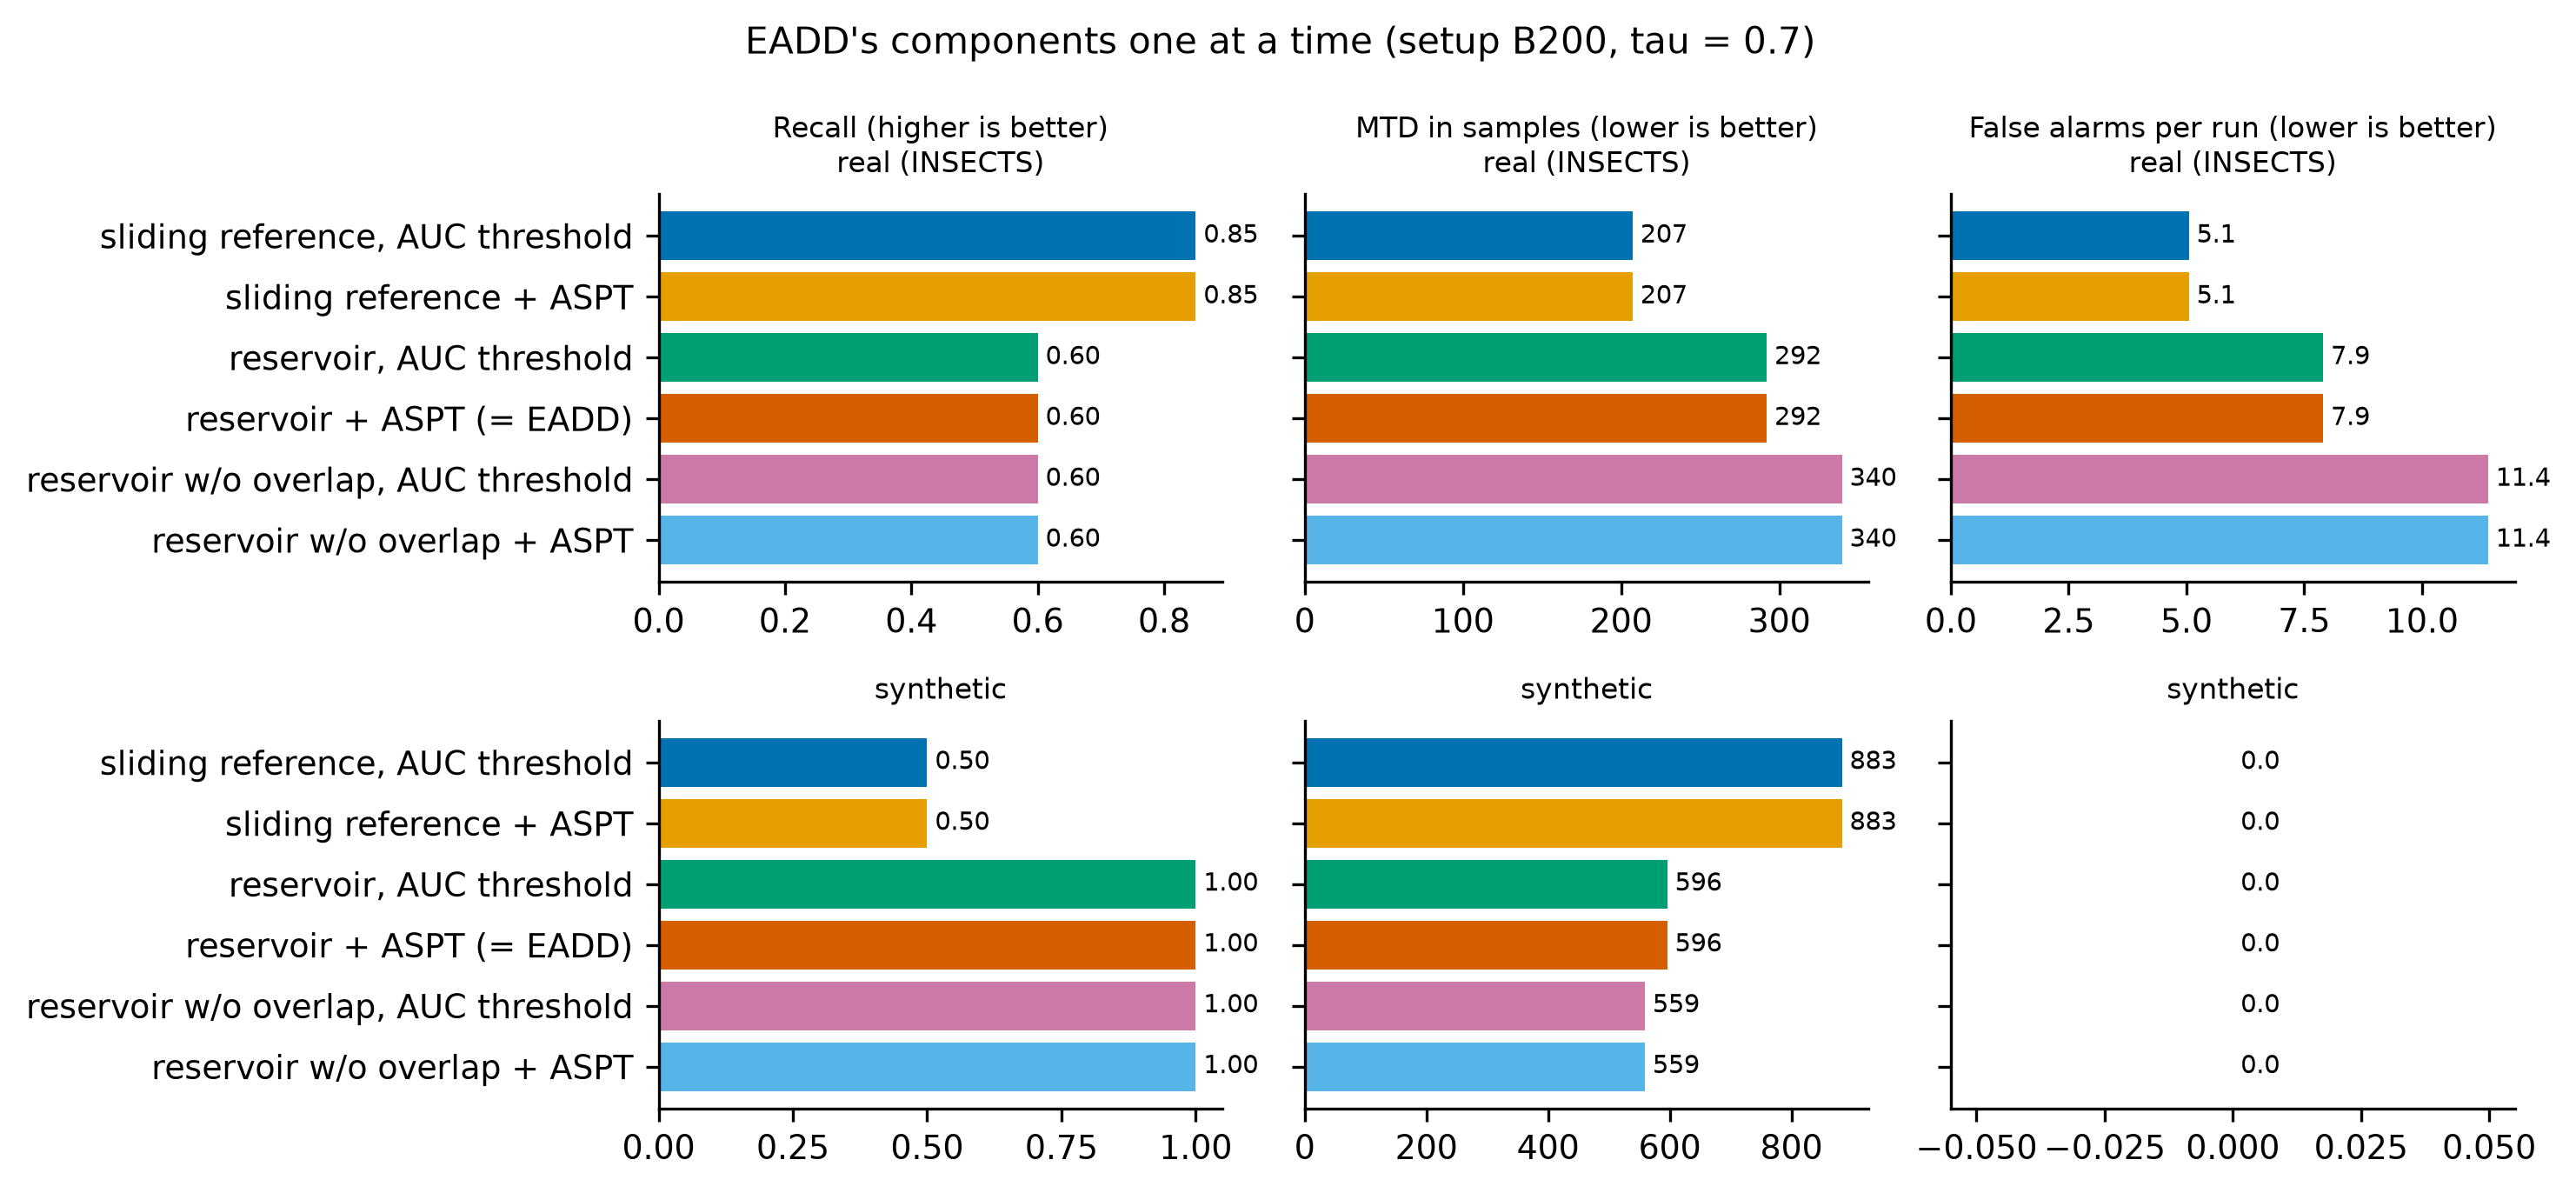 EADD's components one at a time (setup B200, tau = 0.7)
Recall (higher is better)
real (INSECTS)
MTD in samples (lower is better)
real (INSECTS)
False alarms per run (lower is better)
real (INSECTS)
sliding reference, AUC threshold
0.85
207
5.1
sliding reference + ASPT
0.85
207
5.1
reservoir, AUC threshold
0.60
292
7.9
reservoir + ASPT (= EADD)
0.60
292
7.9
reservoir w/o overlap, AUC threshold
0.60
340
11.4
reservoir w/o overlap + ASPT
0.60
340
11.4
0.0 0.2 0.4 0.6 0.8
0 100 200 300
0.0 2.5 5.0 7.5 10.0
synthetic
synthetic
synthetic
sliding reference, AUC threshold
0.50
883
0.0
sliding reference + ASPT
0.50
883
0.0
reservoir, AUC threshold
1.00
596
0.0
reservoir + ASPT (= EADD)
1.00
596
0.0
reservoir w/o overlap, AUC threshold
1.00
559
0.0
reservoir w/o overlap + ASPT
1.00
559
0.0
0.00 0.25 0.50 0.75 1.00
0 200 400 600 800
−0.050 −0.025 0.000 0.025 0.050